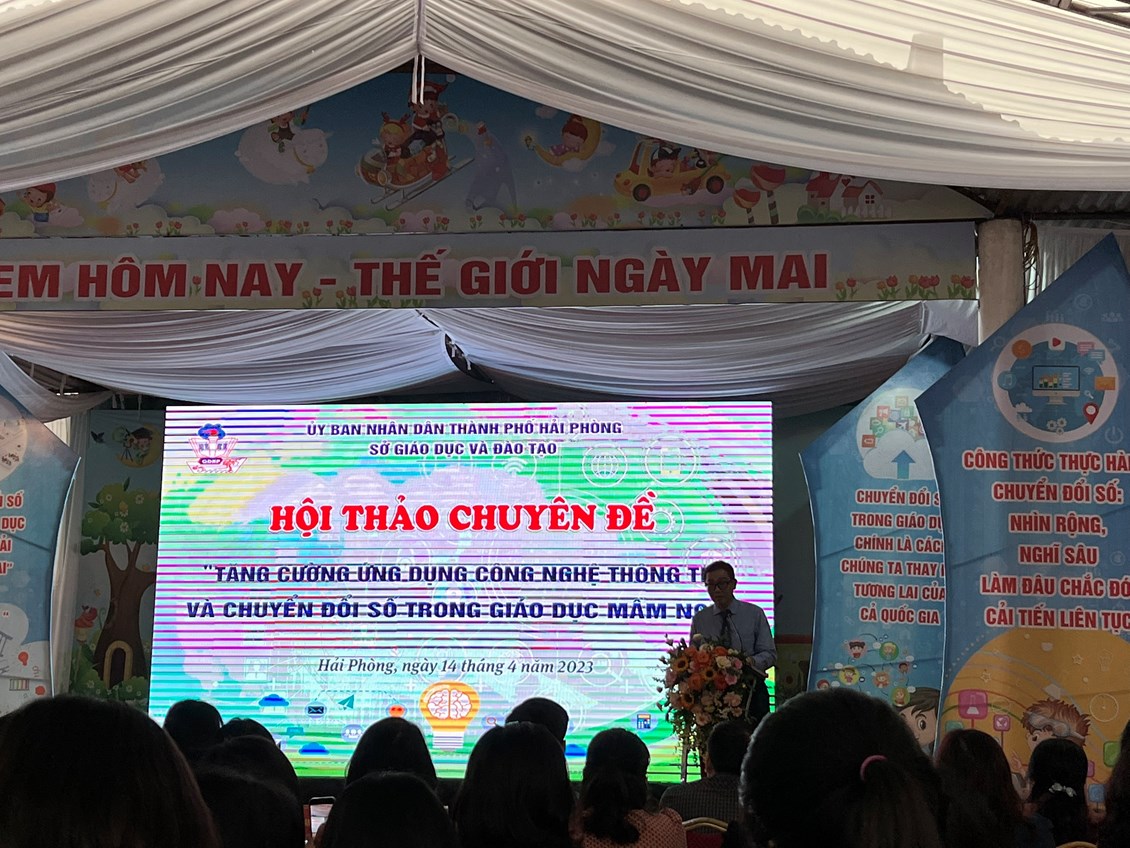 EM HÔM NAY - THẾ GIỚI NGÀY MAI
ỦY BAN NHÂN DÂN THÀNH PHỐ HẢI PHÒNG
SỞ GIÁO DỤC VÀ ĐÀO TẠO
HỘI THẢO CHUYÊN ĐỀ
"TĂNG CƯỜNG ỨNG DỤNG CÔNG NGHỆ THÔNG
VÀ CHUYỂN ĐỔI SỐ TRONG GIÁO DỤC MẦM
Hải Phòng, ngày 14 tháng 4 năm 2023
SỐ
DỤC
CHUYỂN ĐỔI S
TRONG GIÁO DỤ
CHÍNH LÀ CÁC
CHÚNG TA THAY
TƯƠNG LAI CỦA
CẢ QUỐC GIA
CÔNG THỨC THỰC HÀ
CHUYỂN ĐỔI SỐ:
NHÌN RỘNG,
NGHĨ SÂU
LÀM ĐÂU CHẮC ĐÓ
CẢI TIẾN LIÊN TỤC